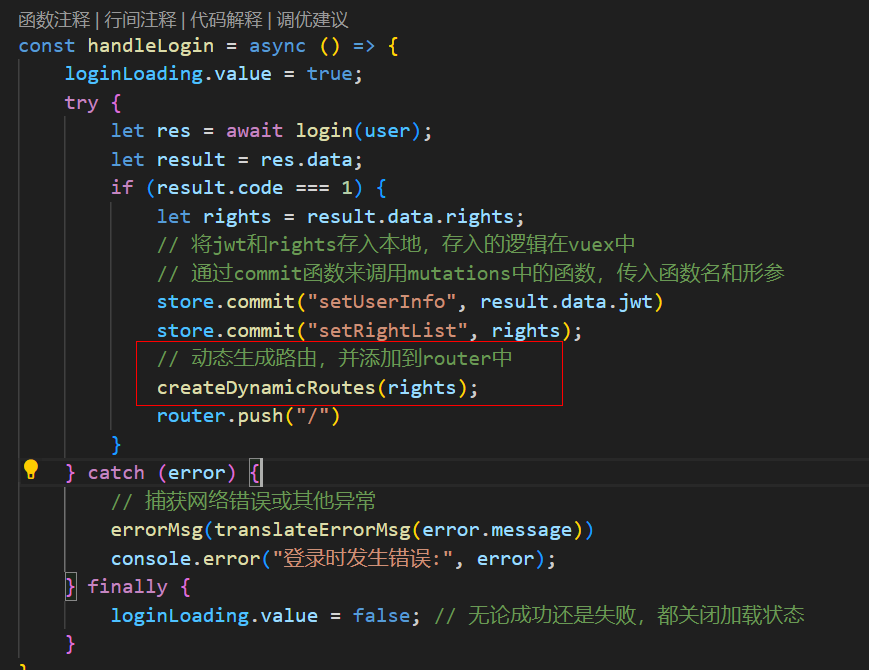 函数注释 | 行间注释 | 代码解释 | 调优建议
const handleLogin = async () => {
loginLoading.value = true;
try {
let res = await login(user);
let result = res.data;
if (result.code === 1) {
let rights = result.data.rights;
// 将jwt和rights存入本地，存入的逻辑在vuex中
// 通过commit函数来调用mutations中的函数，传入函数名和形参
store.commit("setUserInfo", result.data.jwt)
store.commit("setRightList", rights);
// 动态生成路由，并添加到router中
createDynamicRoutes(rights);
router.push("/")
}
} catch (error) {
// 捕获网络错误或其他异常
errorMsg(translateErrorMsg(error.message))
console.error("登录时发生错误:", error);
} finally {
loginLoading.value = false; // 无论成功还是失败，都关闭加载状态
}
}